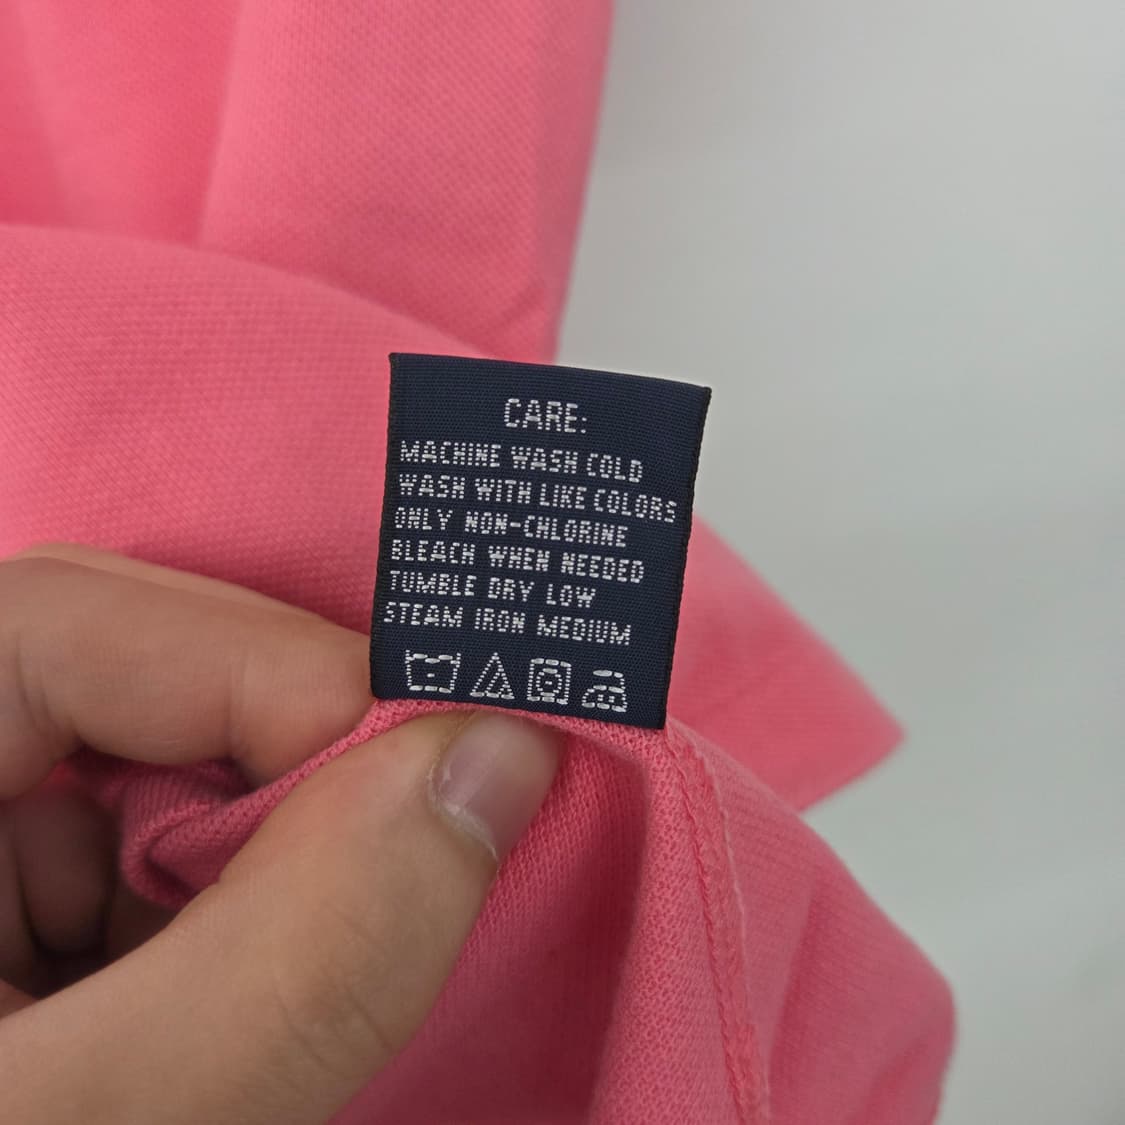 CARE:
MACHINE WASH COLD
WASH WITH LIKE COLORS
ONLY NON-CHLORINE
BLEACH WHEN NEEDED
TUMBLE DRY LOW
STEAM IRON MEDIUM